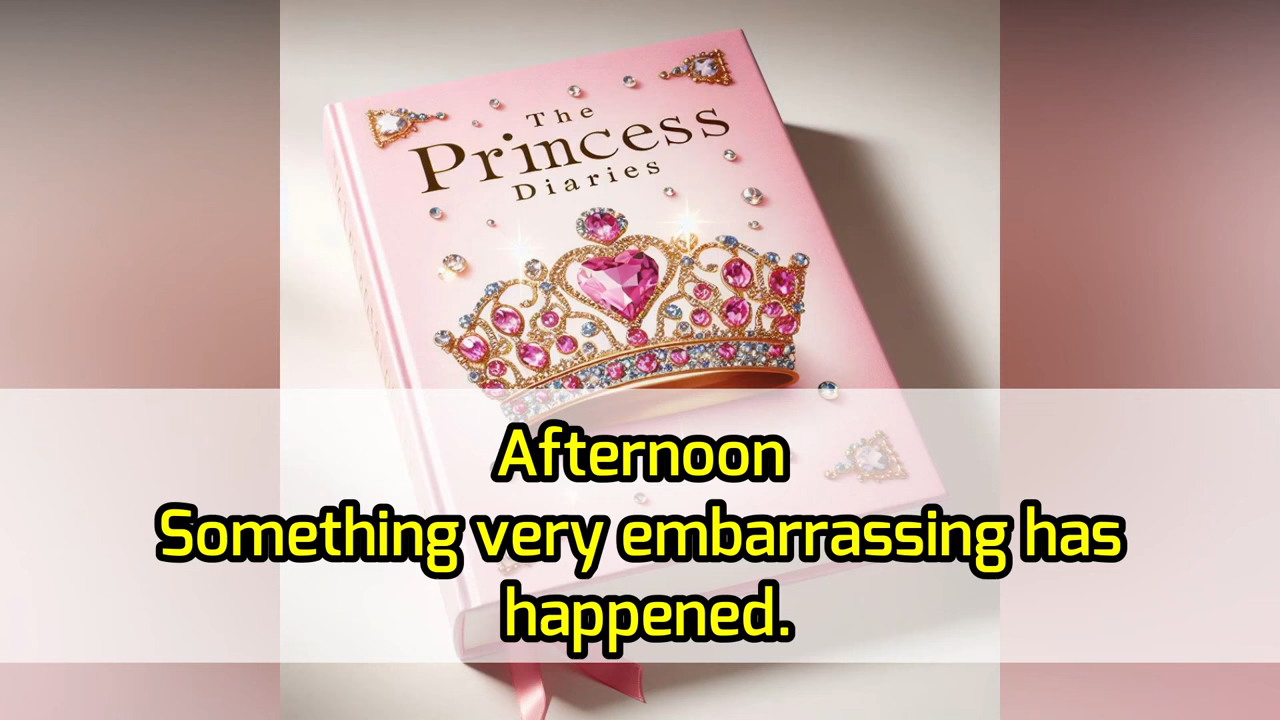 The
Princess
Diaries
Afternoon
Something very embarrassing has
happened.